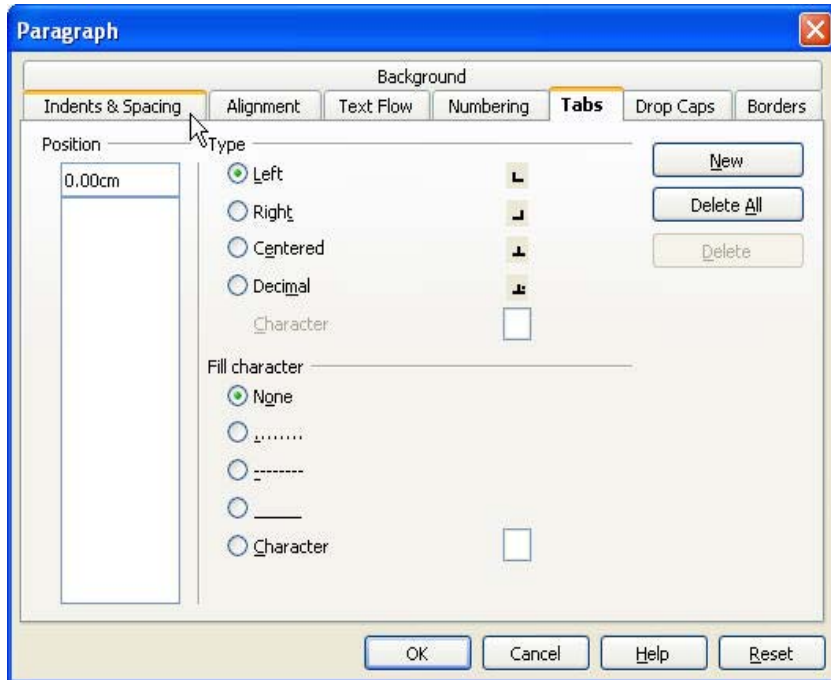 Paragraph
Background
Indents & Spacing Alignment Text Flow Numbering Tabs Drop Caps Borders
Position Type
0.00cm
Left
Right
Centered
Decimal
Character
New
Delete All
Delete
Fill character
None
.........
--------
_____
Character
OK Cancel Help Reset